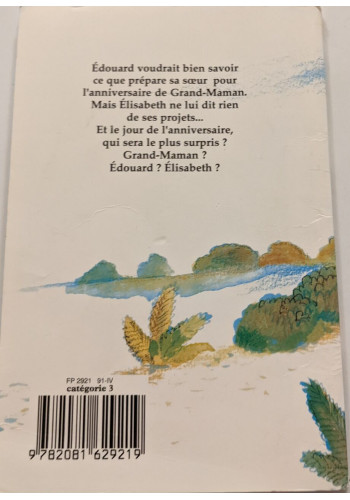 Édouard voudrait bien savoir
ce que prépare sa sœur pour
l'anniversaire de Grand-Maman.
Mais Élisabeth ne lui dit rien
de ses projets...
Et le jour de l'anniversaire,
qui sera le plus surpris ?
Grand-Maman ?
Édouard ? Élisabeth ?
FP 2921 91-IV
catégorie 3
9 782081 629219